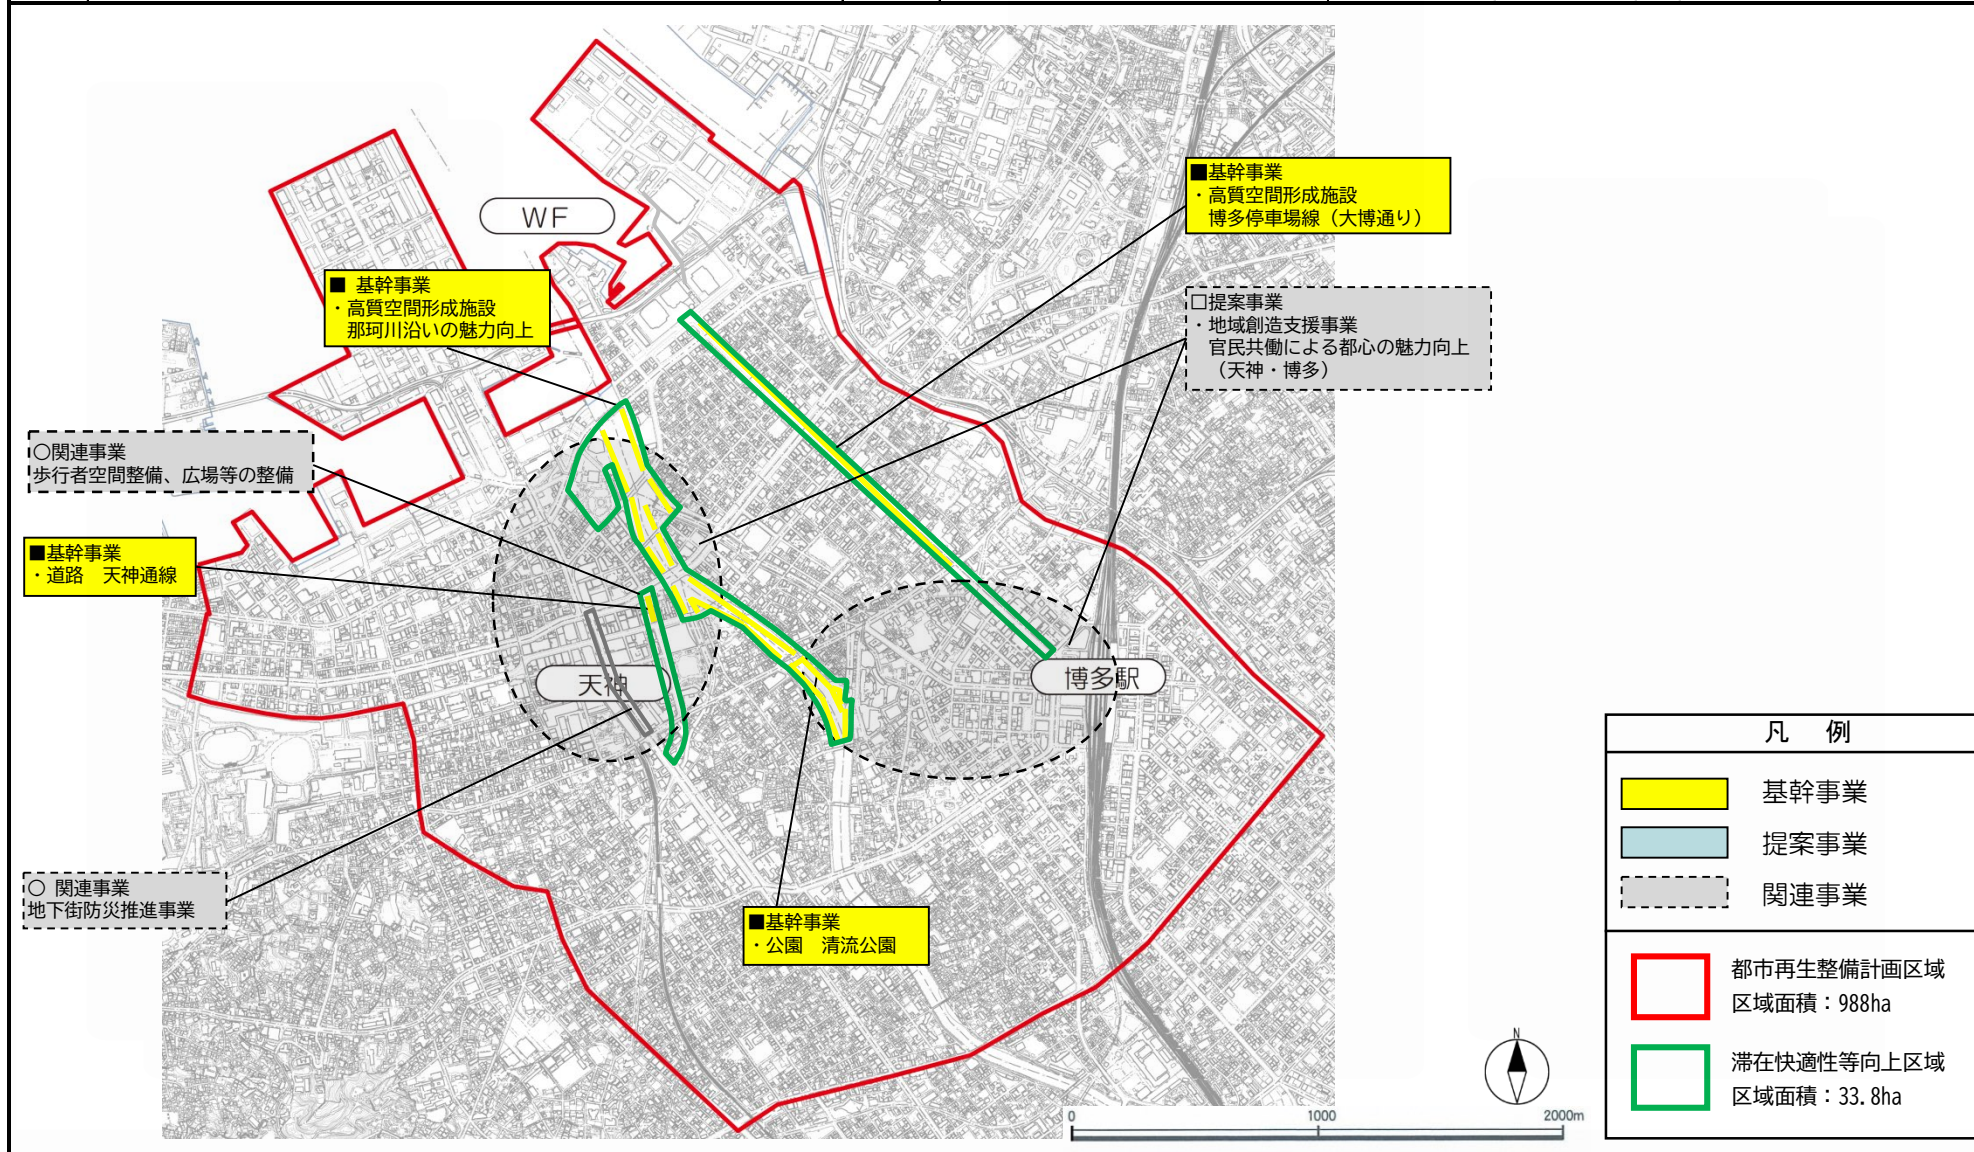 WF
■基幹事業
・高質空間形成施設
博多停車場線（大博通り）
■ 基幹事業
・高質空間形成施設
那珂川沿いの魅力向上
□提案事業
・地域創造支援事業
官民共働による都心の魅力向上
（天神・博多）
○関連事業
歩行者空間整備、広場等の整備
■基幹事業
・道路　天神通線
天神
博多駅
○ 関連事業
地下街防災推進事業
■基幹事業
・公園　清流公園
凡　例
基幹事業
提案事業
関連事業
都市再生整備計画区域
区域面積：988ha
滞在快適性等向上区域
区域面積：33.8ha
N
0
1000
2000m